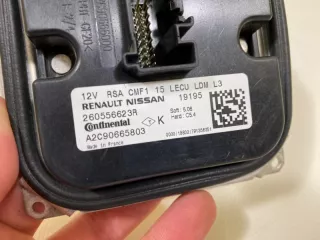 12V RSA CMF1 15 LECU LDM L3
RENAULT NISSAN 19195
260556623R Soft: 5.06
Continental K Hard: C5.4
A2C90665803
Made in France